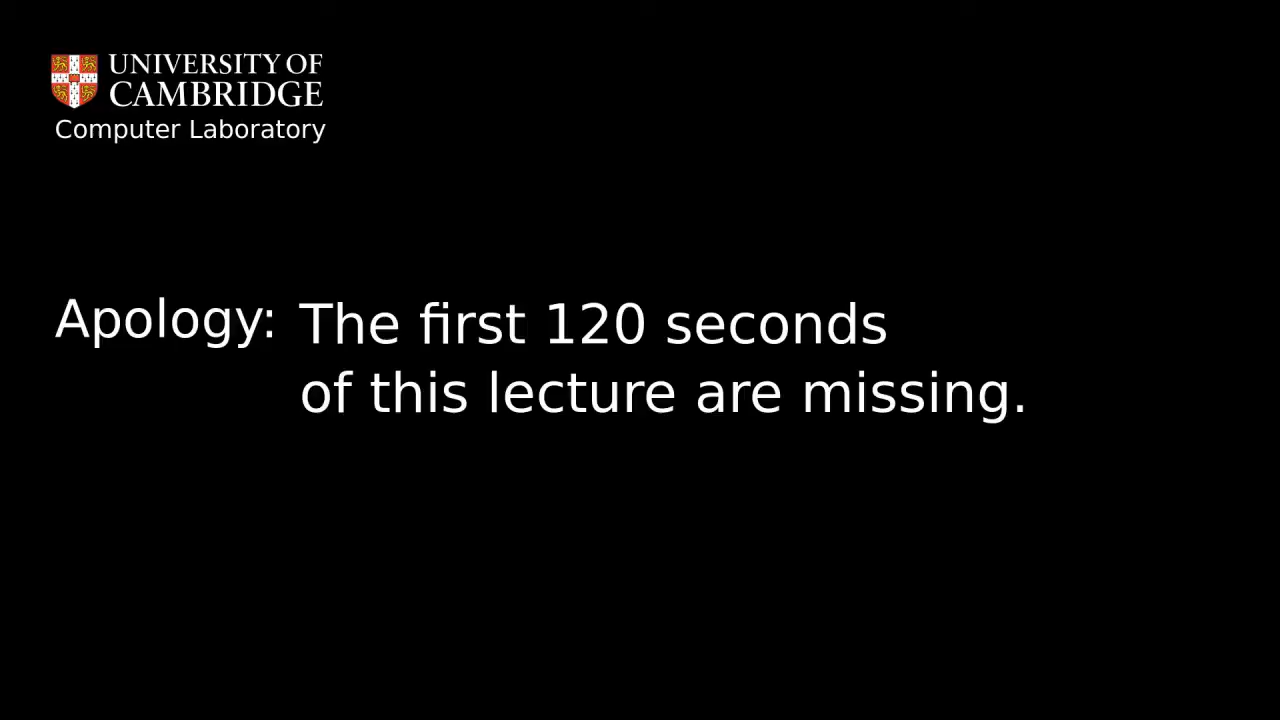 UNIVERSITY OF
CAMBRIDGE
Computer Laboratory
Apology: The first 120 seconds
of this lecture are missing.